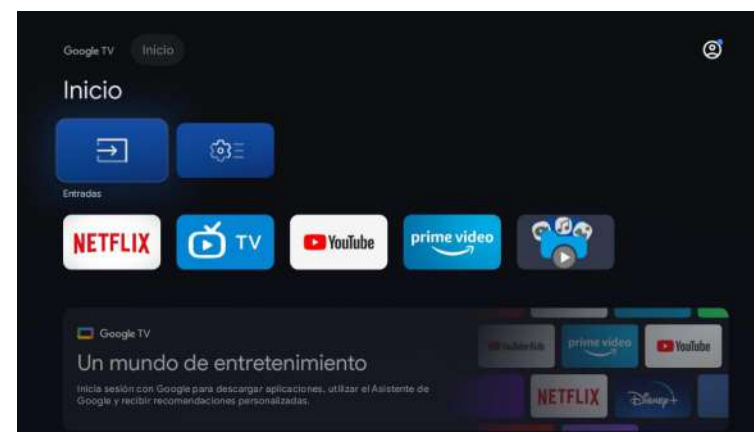 Google TV Inicio
Inicio
Entradas
NETFLIX
TV
YouTube
prime video
Google TV
Un mundo de entretenimiento
Inicia sesión con Google para descargar aplicaciones, utilizar el Asistente de
Google y recibir recomendaciones personalizadas.
prime video
YouTube
NETFLIX
Disney+